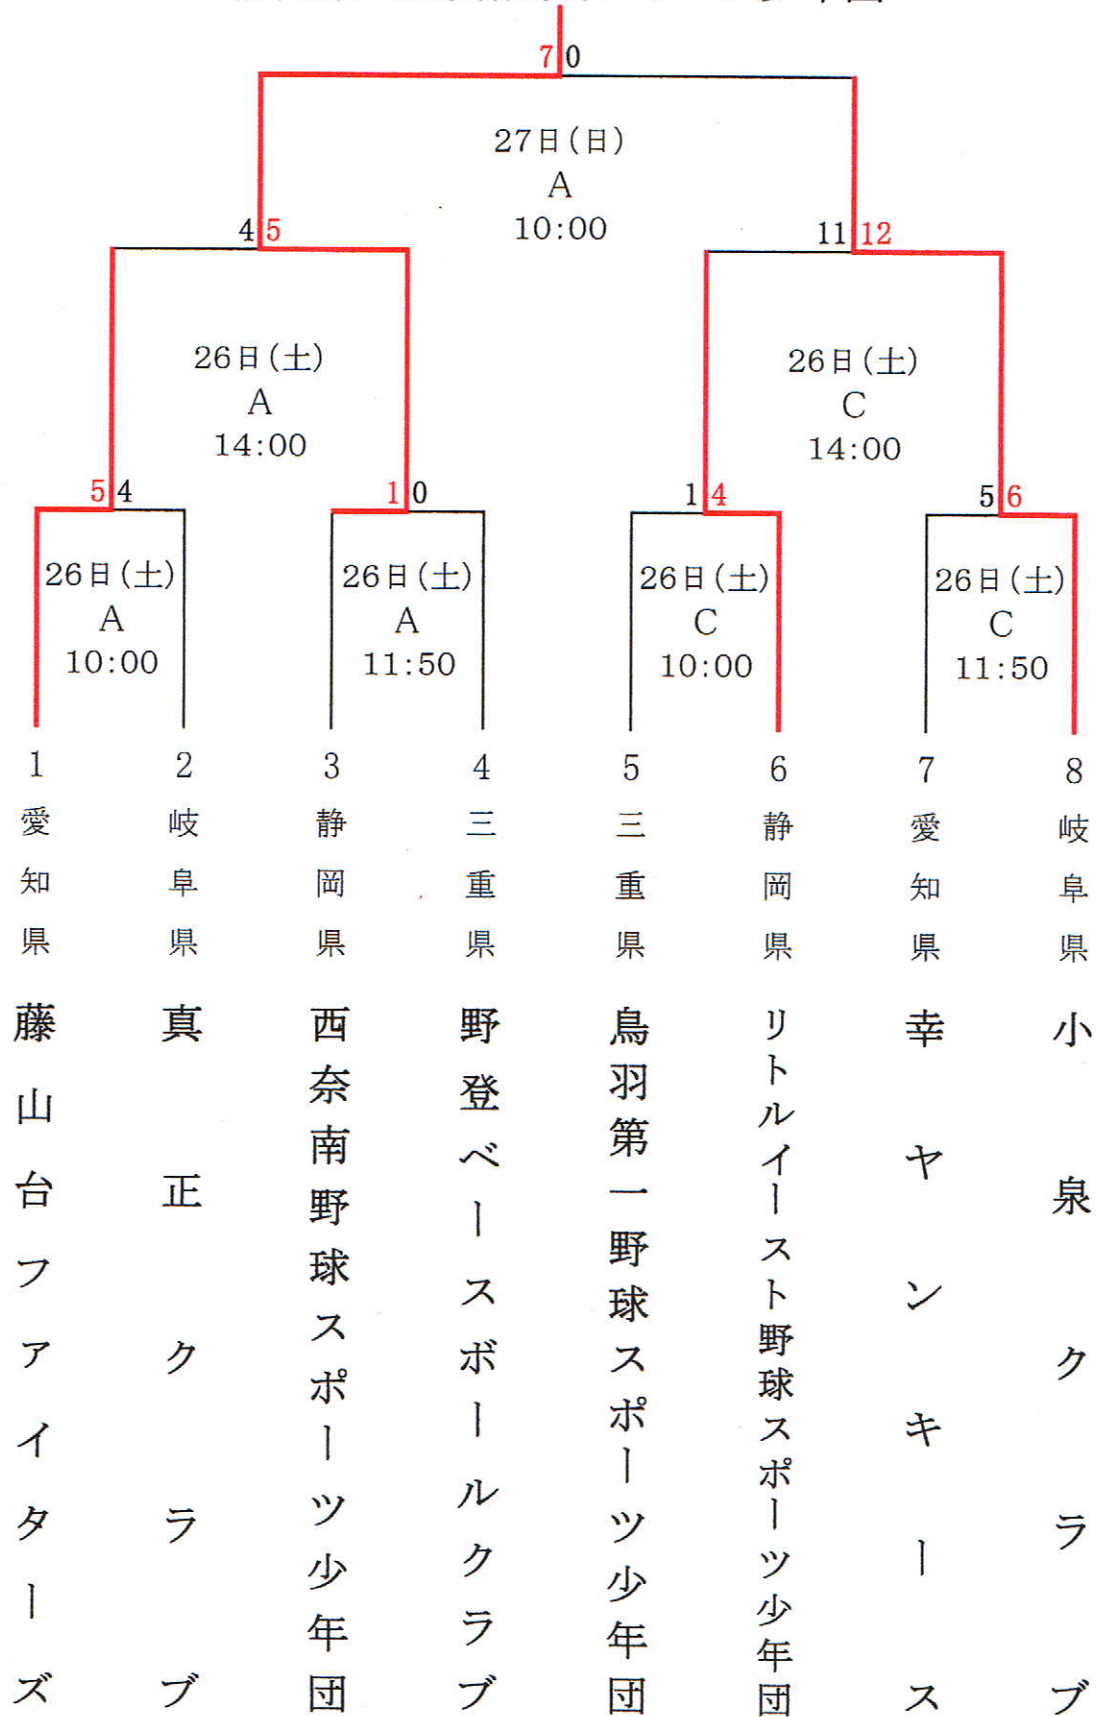 7 0
27日(日)
A
10:00
4 5
11 12
26日(土)
A
14:00
26日(土)
C
14:00
5 4
1 0
1 4
5 6
26日(土)
A
10:00
26日(土)
A
11:50
26日(土)
C
10:00
26日(土)
C
11:50
1
愛知県
藤山台ファイターズ
2
岐阜県
真正クラブ
3
静岡県
西奈南野球スポーツ少年団
4
三重県
野登ベースボールクラブ
5
三重県
鳥羽第一野球スポーツ少年団
6
静岡県
リトルイースト野球スポーツ少年団
7
愛知県
幸ヤンキース
8
岐阜県
小泉クラブ